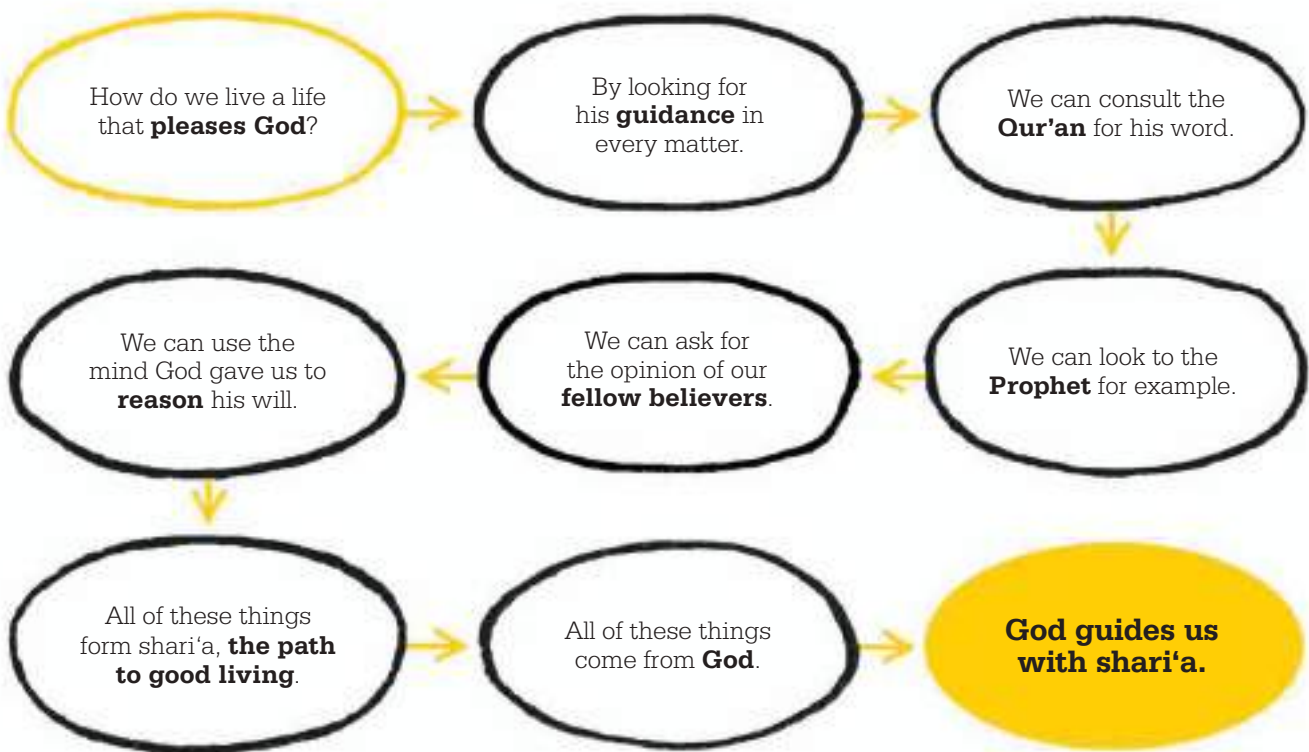 How do we live a life
that pleases God?
By looking for
his guidance in
every matter.
We can consult the
Qur’an for his word.
We can look to the
Prophet for example.
We can ask for
the opinion of our
fellow believers.
We can use the
mind God gave us to
reason his will.
All of these things
form shari‘a, the path
to good living.
All of these things
come from God.
God guides us
with shari‘a.